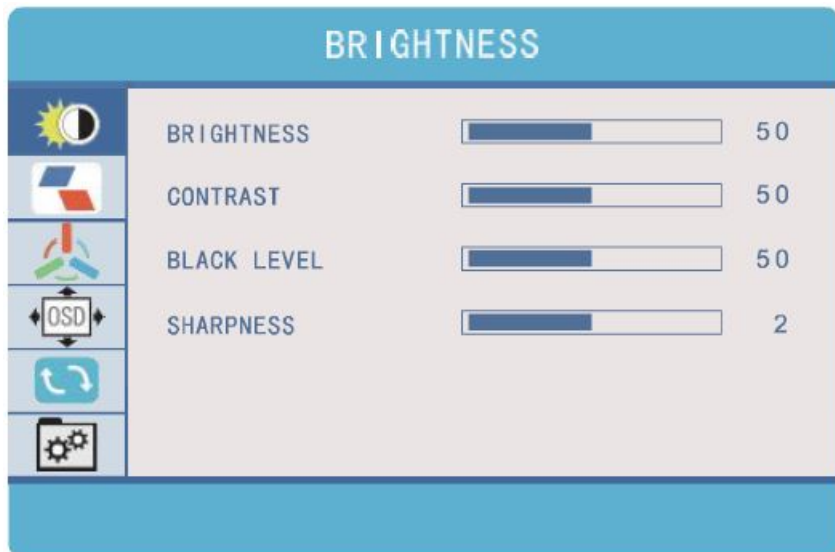 BRIGHTNESS
BRIGHTNESS 50
CONTRAST 50
BLACK LEVEL 50
OSD
SHARPNESS 2